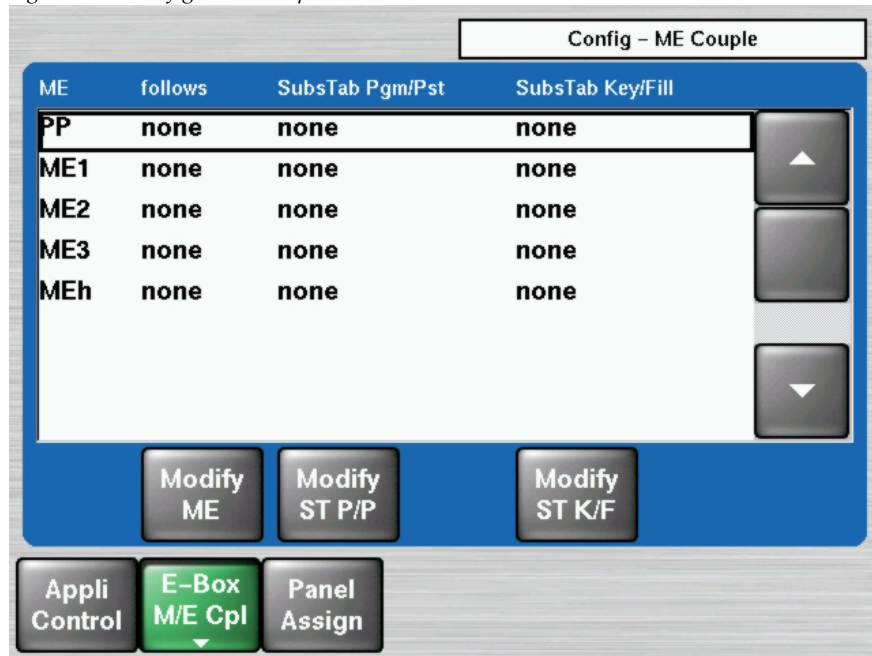 Config – ME Couple
ME follows SubsTab Pgm/Pst SubsTab Key/Fill
PP none none none
ME1 none none none
ME2 none none none
ME3 none none none
MEh none none none
Modify ME
Modify ST P/P
Modify ST K/F
Appli Control
E–Box M/E Cpl
Panel Assign